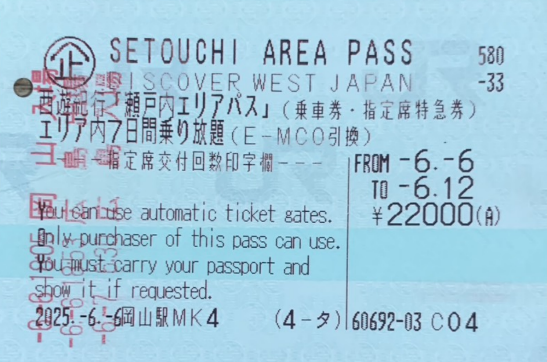 企 SETOUCHI AREA PASS 580
DISCOVER WEST JAPAN -33
西遊紀行「瀬戸内エリアパス」(乗車券・指定席特急券)
エリア内7日間乗り放題(E-MCO引換)
指定席交付回数印字欄---
FROM -6.-6
TO -6.12
¥22000(A)
You can use automatic ticket gates.
Only purchaser of this pass can use.
You must carry your passport and
show it if requested.
2025.-6.-6岡山駅MK4 (4-タ) 60692-03 C04